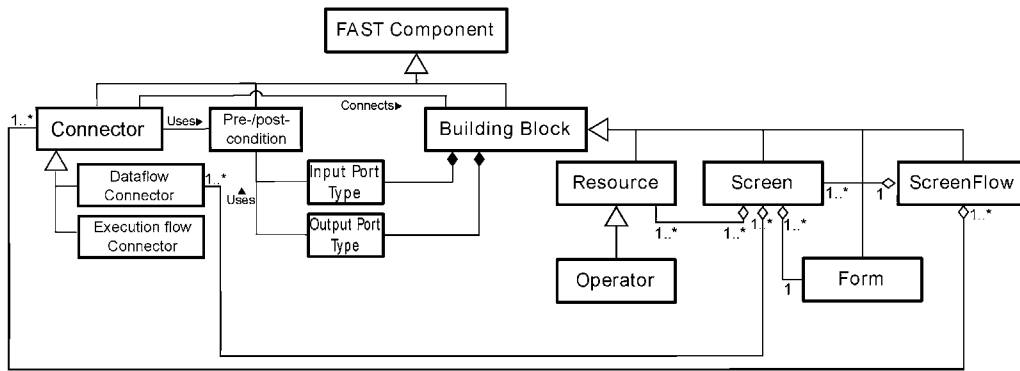 FAST Component
1..*
Connector
Uses▶
Pre-/post-
condition
Connects▶
Building Block
Dataflow
Connector
1..*
Uses
Input Port
Type
Resource
Screen
1..*
1
ScreenFlow
Execution flow
Connector
Output Port
Type
1..*
1..*
1..*
1..*
1..*
Operator
1
Form